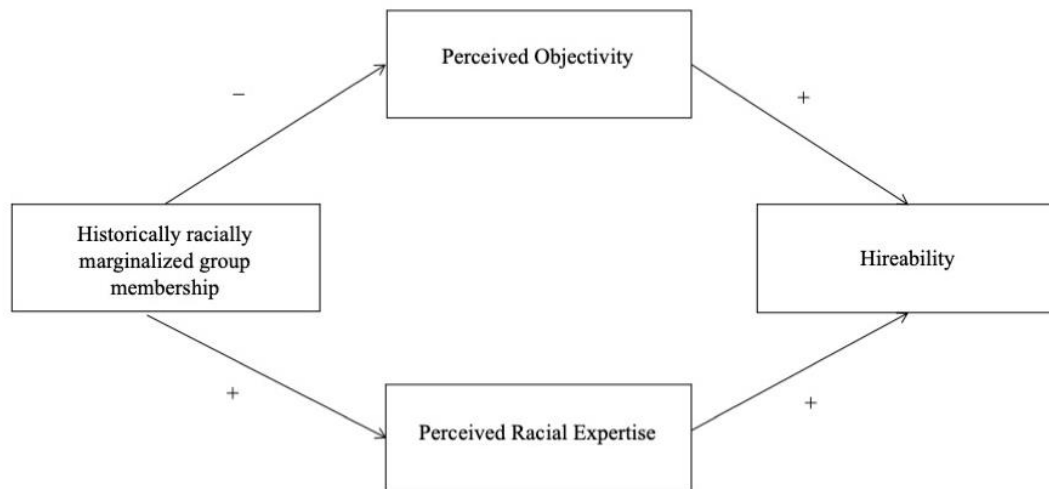 Perceived Objectivity
−
+
Historically racially
marginalized group
membership
Hireability
+
+
Perceived Racial Expertise